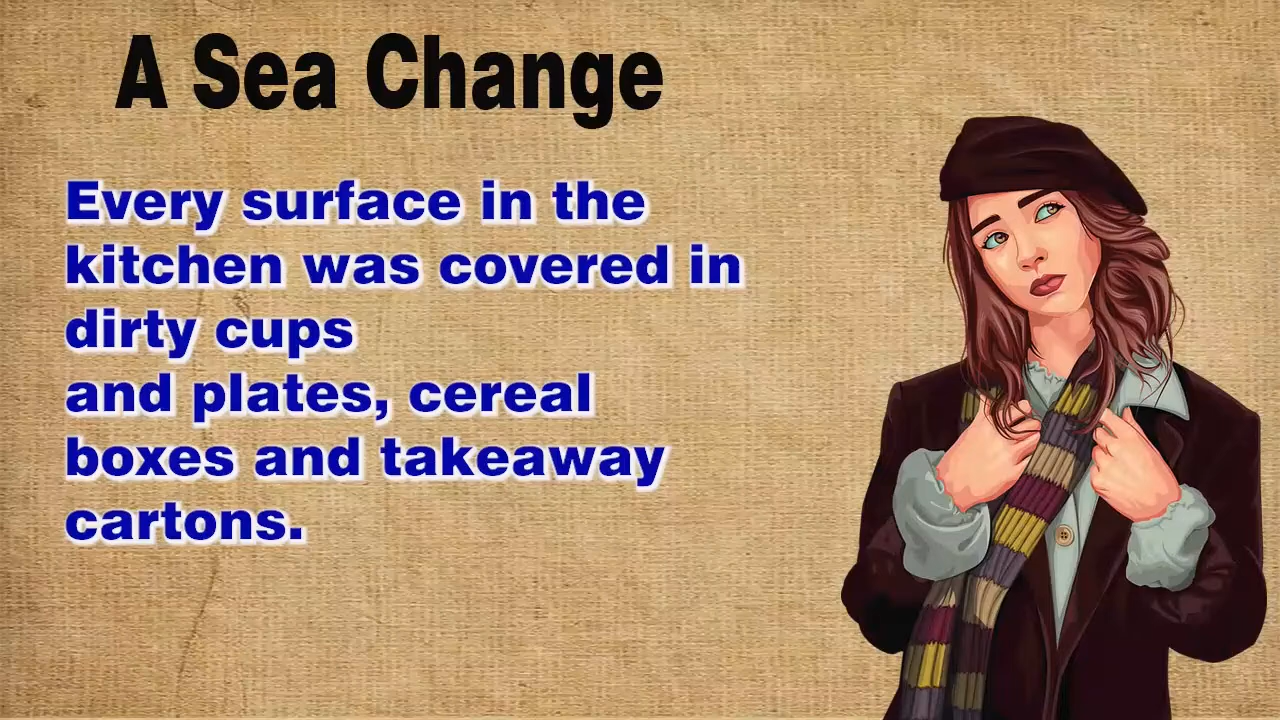 A Sea Change
Every surface in the
kitchen was covered in
dirty cups
and plates, cereal
boxes and takeaway
cartons.